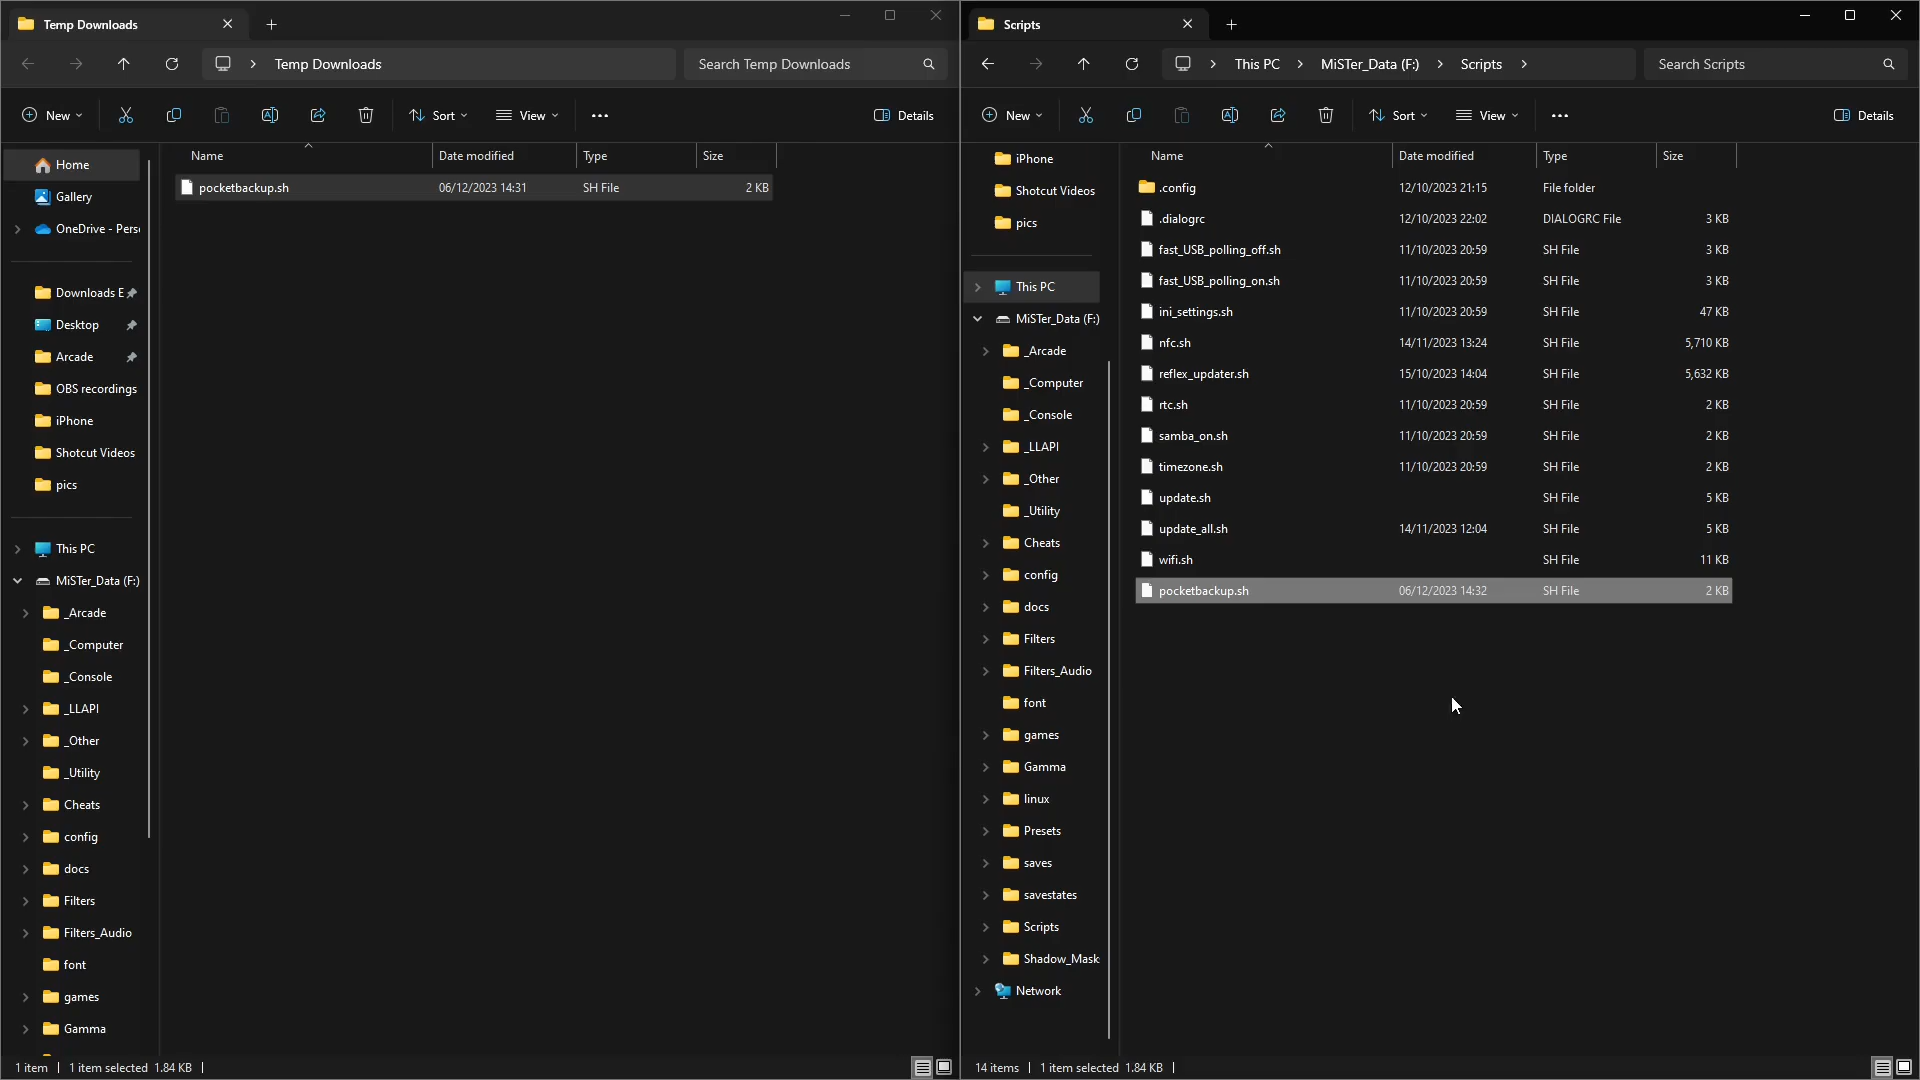 Temp Downloads
Temp Downloads
Search Temp Downloads
New
Sort
View
Details
Home
Gallery
OneDrive - Pers
Downloads E
Desktop
Arcade
OBS recordings
iPhone
Shotcut Videos
pics
This PC
MiSTer_Data (F:)
_Arcade
_Computer
_Console
_LLAPI
_Other
_Utility
Cheats
config
docs
Filters
Filters_Audio
font
games
Gamma
Name Date modified Type Size
pocketbackup.sh 06/12/2023 14:31 SH File 2 KB
1 item 1 item selected 1.84 KB
Scripts
This PC MiSTer_Data (F:) Scripts
Search Scripts
New
Sort
View
Details
iPhone
Shotcut Videos
pics
This PC
MiSTer_Data (F:)
_Arcade
_Computer
_Console
_LLAPI
_Other
_Utility
Cheats
config
docs
Filters
Filters_Audio
font
games
Gamma
linux
Presets
saves
savestates
Scripts
Shadow_Mask
Network
Name Date modified Type Size
.config 12/10/2023 21:15 File folder
.dialogrc 12/10/2023 22:02 DIALOGRC File 3 KB
fast_USB_polling_off.sh 11/10/2023 20:59 SH File 3 KB
fast_USB_polling_on.sh 11/10/2023 20:59 SH File 3 KB
ini_settings.sh 11/10/2023 20:59 SH File 47 KB
nfc.sh 14/11/2023 13:24 SH File 5,710 KB
reflex_updater.sh 15/10/2023 14:04 SH File 5,632 KB
rtc.sh 11/10/2023 20:59 SH File 2 KB
samba_on.sh 11/10/2023 20:59 SH File 2 KB
timezone.sh 11/10/2023 20:59 SH File 2 KB
update.sh SH File 5 KB
update_all.sh 14/11/2023 12:04 SH File 5 KB
wifi.sh SH File 11 KB
pocketbackup.sh 06/12/2023 14:32 SH File 2 KB
14 items 1 item selected 1.84 KB